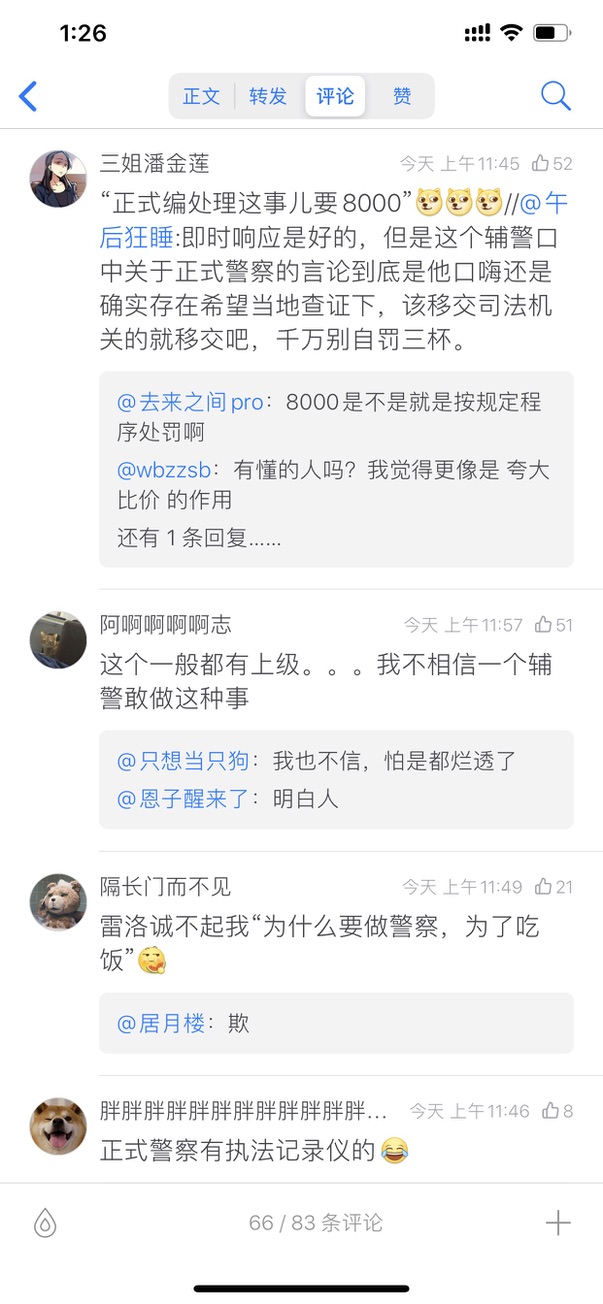 1:26
正文 转发 评论 赞
三姐潘金莲 今天 上午11:45 52
“正式编处理这事儿要8000”//@午
后狂睡:即时响应是好的，但是这个辅警口
中关于正式警察的言论到底是他口嗨还是
确实存在希望当地查证下，该移交司法机
关的就移交吧，千万别自罚三杯。
@去来之间pro：8000是不是就是按规定程
序处罚啊
@wbzzsb：有懂的人吗？我觉得更像是 夸大
比价 的作用
还有 1 条回复......
阿啊啊啊啊志 今天 上午11:57 51
这个一般都有上级。。。我不相信一个辅
警敢做这种事
@只想当只狗：我也不信，怕是都烂透了
@恩子醒来了：明白人
隔长门而不见 今天 上午11:49 21
雷洛诚不起我“为什么要做警察，为了吃
饭”
@居月楼：欺
胖胖胖胖胖胖胖胖胖胖胖胖... 今天 上午11:46 8
正式警察有执法记录仪的
66 / 83 条评论